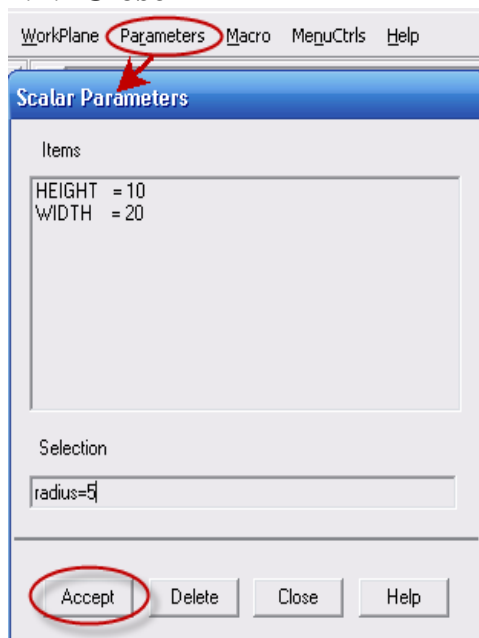 WorkPlane Parameters Macro MenuCtrls Help
Scalar Parameters
Items
HEIGHT = 10
WIDTH = 20
Selection
radius=5
Accept Delete Close Help